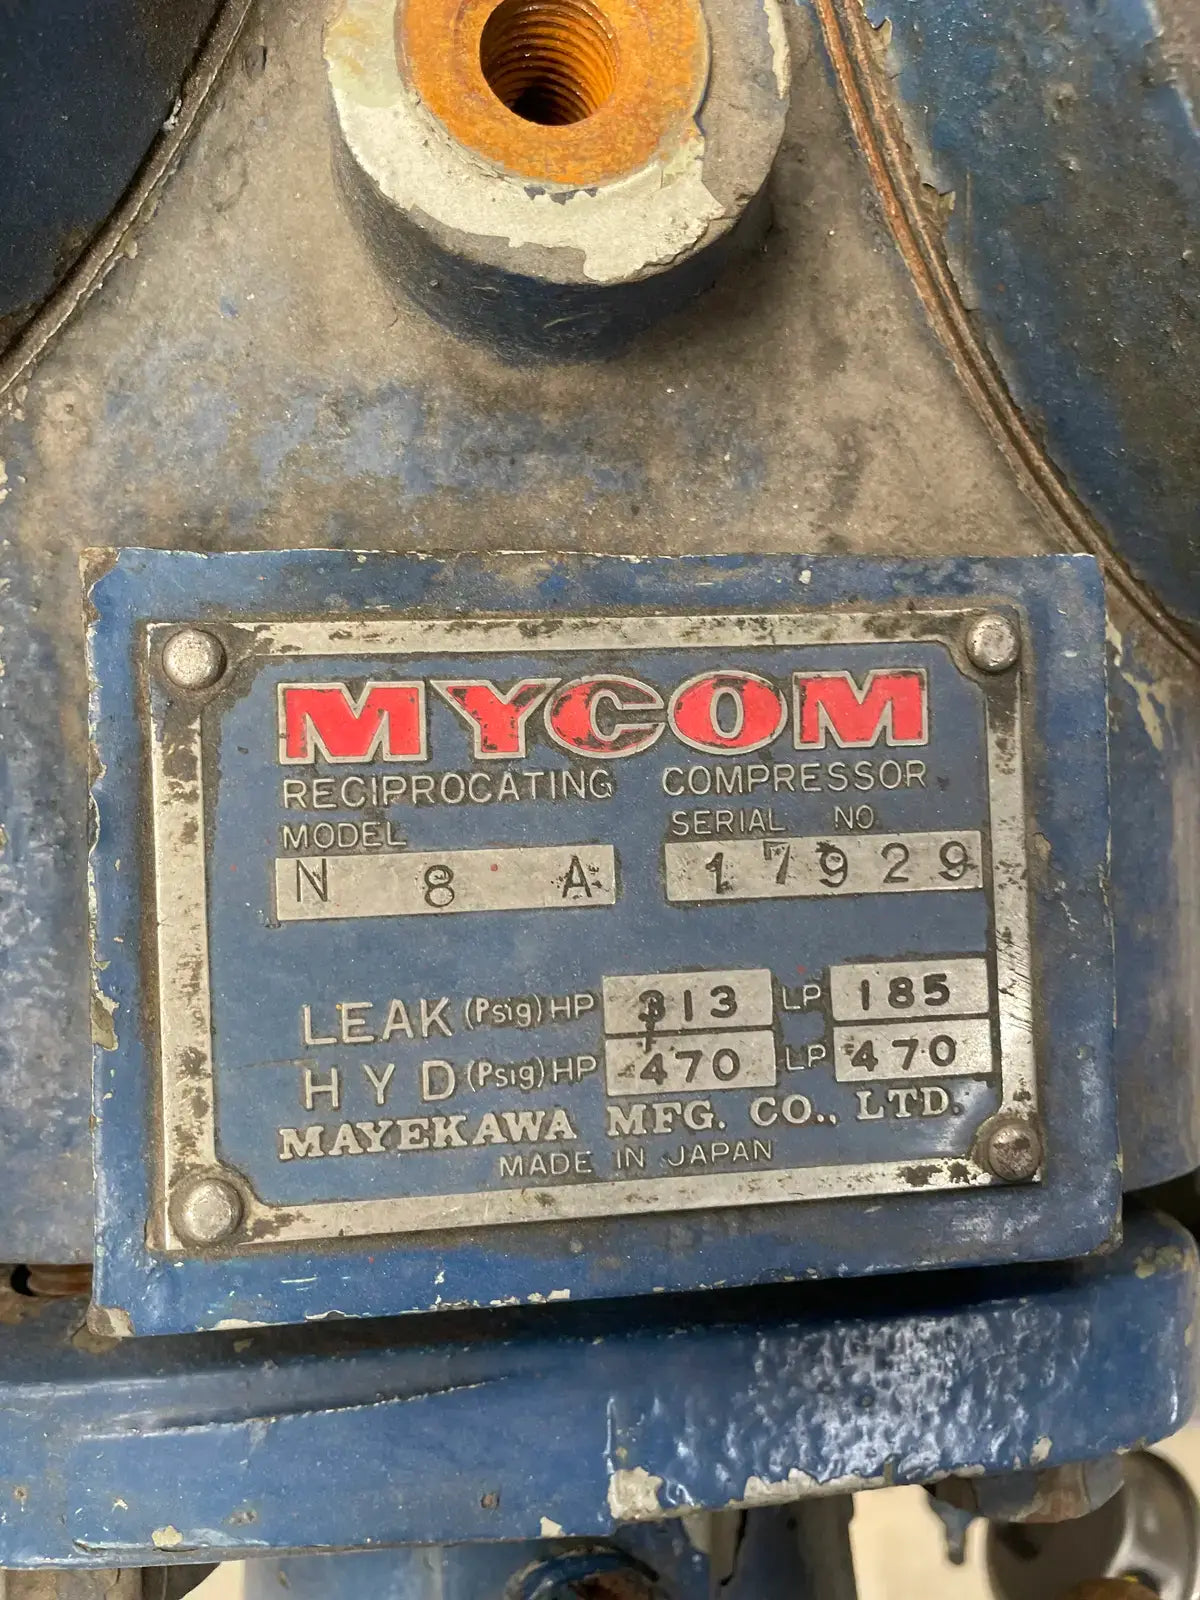 MYCOM
RECIPROCATING COMPRESSOR
MODEL SERIAL NO
N 8 A 17929
LEAK (Psig) HP 313 LP 185
HYD (Psig) HP 470 LP 470
MAYEKAWA MFG. CO., LTD.
MADE IN JAPAN